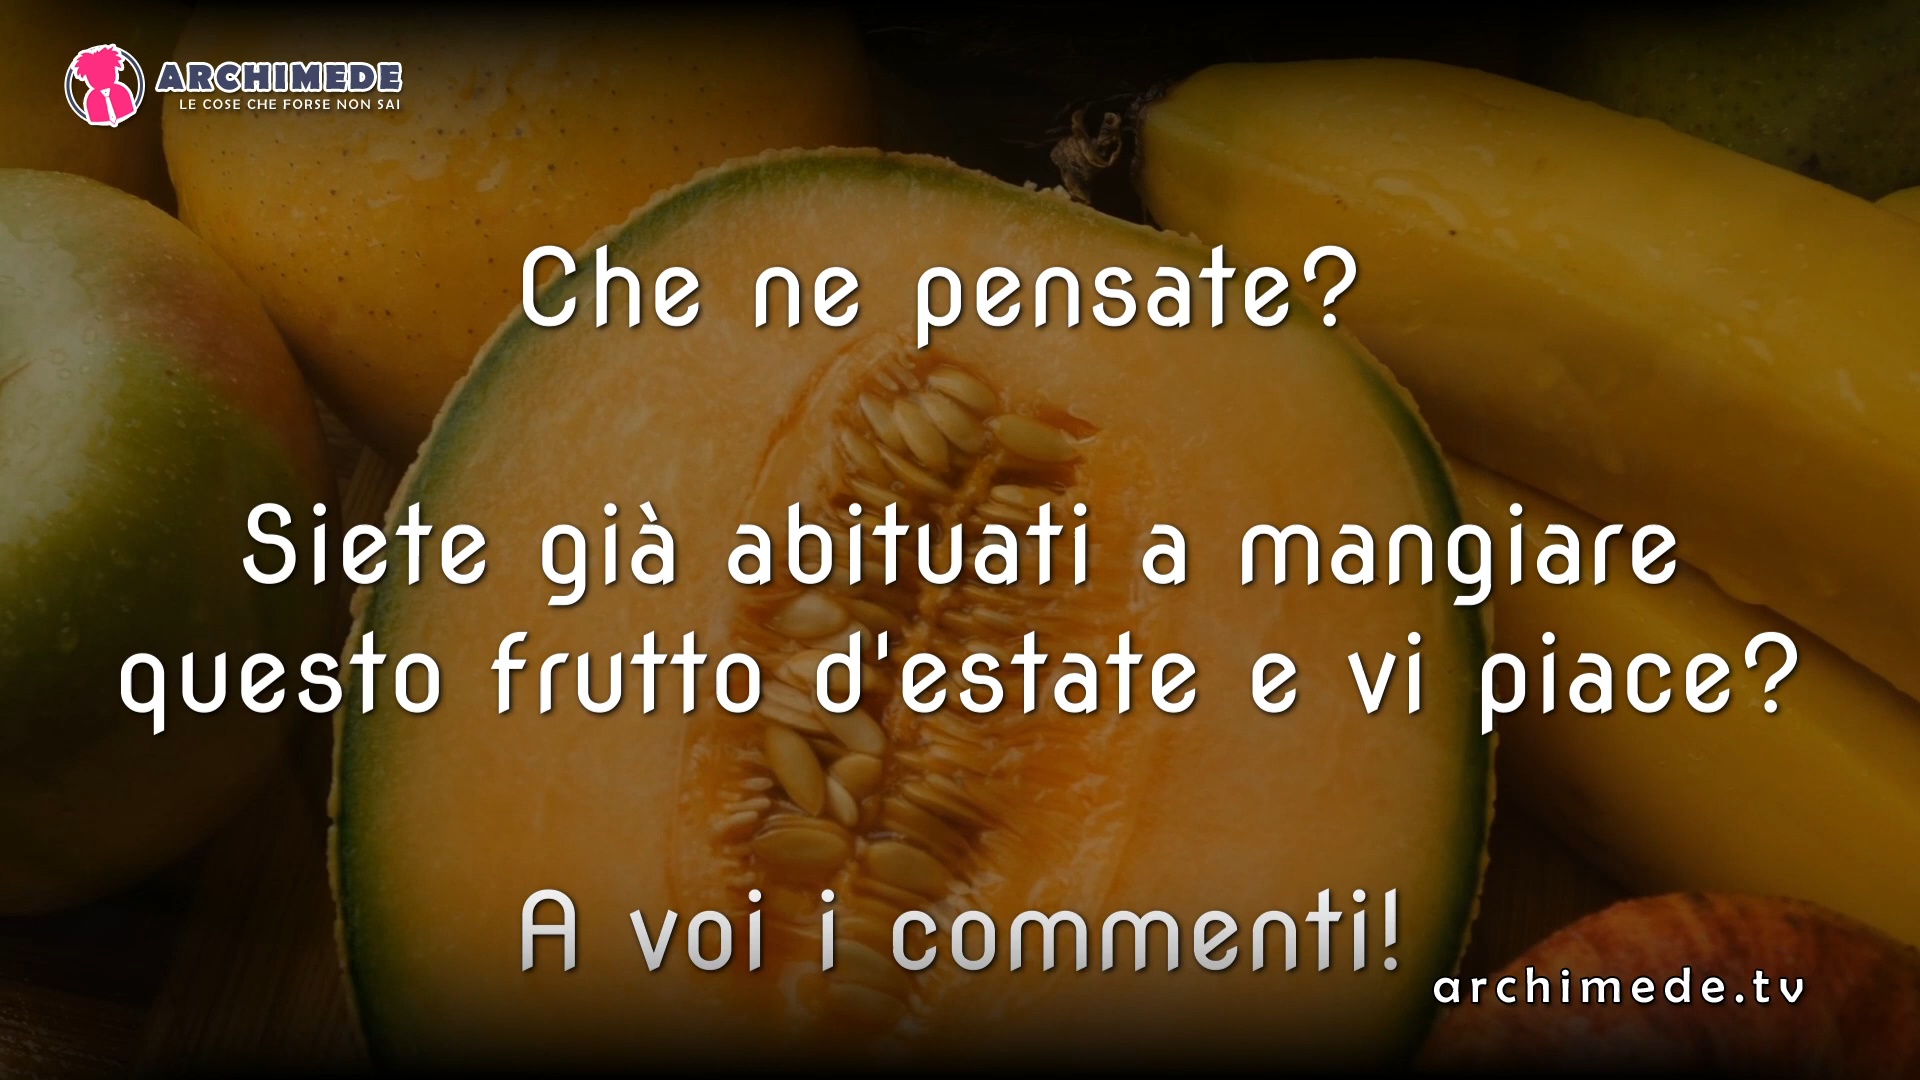 ARCHIMEDE
LE COSE CHE FORSE NON SAI
Che ne pensate?
Siete già abituati a mangiare
questo frutto d'estate e vi piace?
A voi i commenti!
archimede.tv